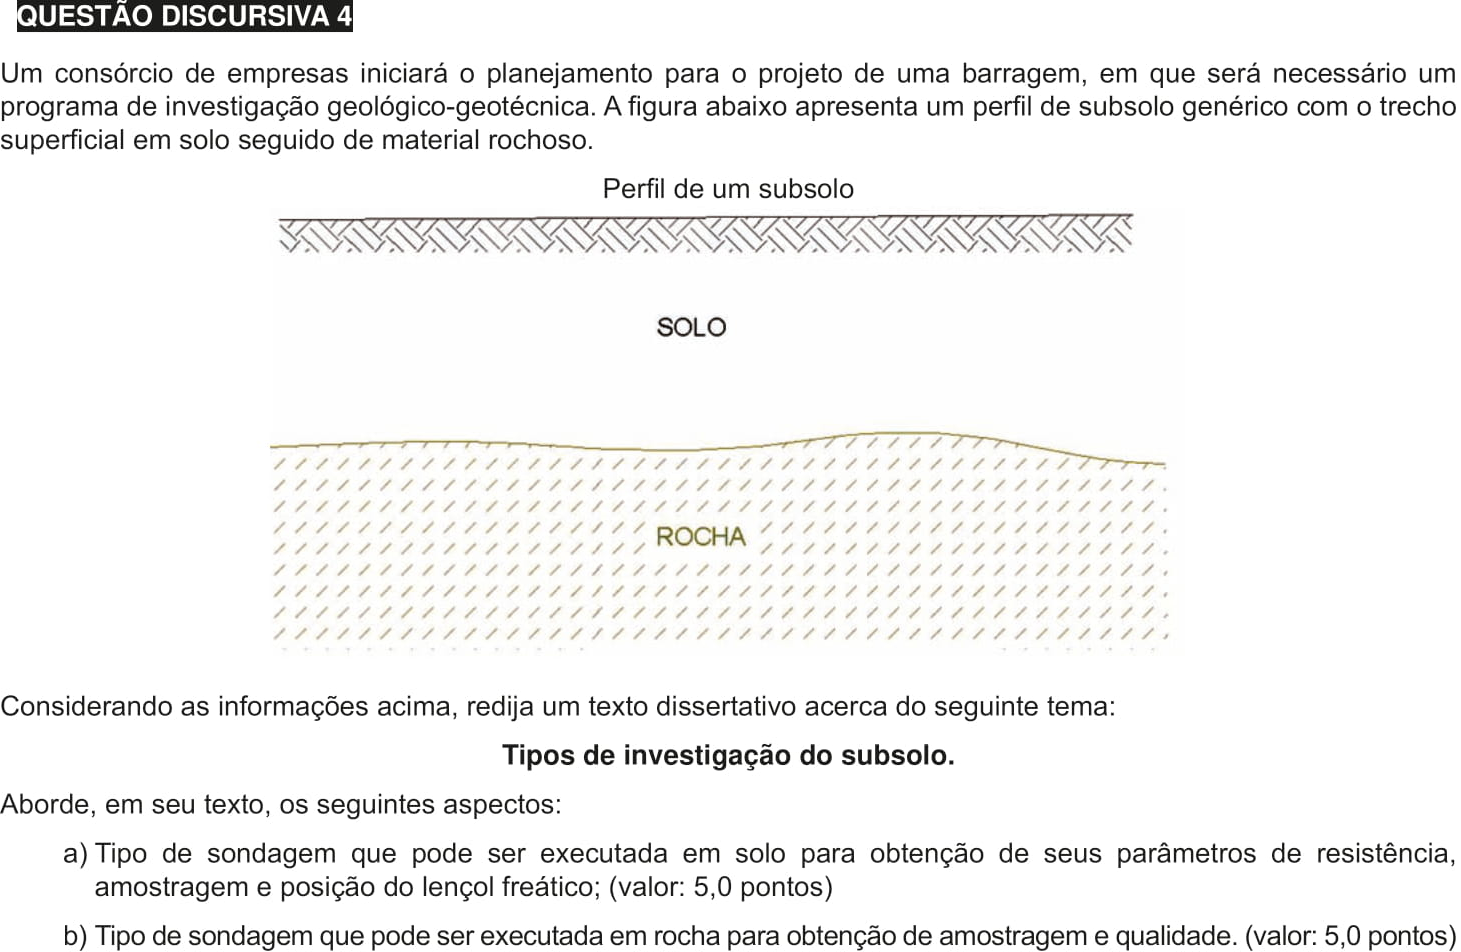 QUESTÃO DISCURSIVA 4
Um consórcio de empresas iniciará o planejamento para o projeto de uma barragem, em que será necessário um
programa de investigação geológico-geotécnica. A figura abaixo apresenta um perfil de subsolo genérico com o trecho
superficial em solo seguido de material rochoso.
Perfil de um subsolo
SOLO
ROCHA
Considerando as informações acima, redija um texto dissertativo acerca do seguinte tema:
Tipos de investigação do subsolo.
Aborde, em seu texto, os seguintes aspectos:
a) Tipo de sondagem que pode ser executada em solo para obtenção de seus parâmetros de resistência,
amostragem e posição do lençol freático; (valor: 5,0 pontos)
b) Tipo de sondagem que pode ser executada em rocha para obtenção de amostragem e qualidade. (valor: 5,0 pontos)